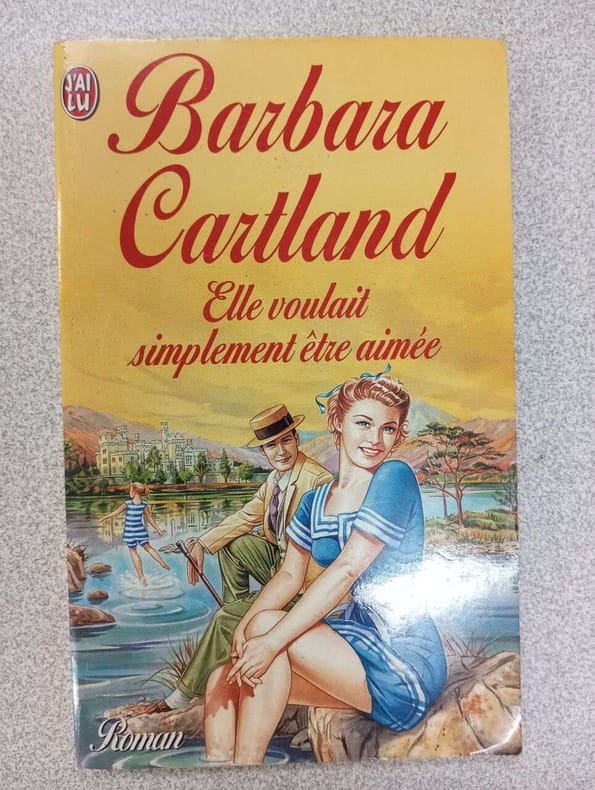 J'AI
LU
Barbara
Cartland
Elle voulait
simplement être aimée
Roman